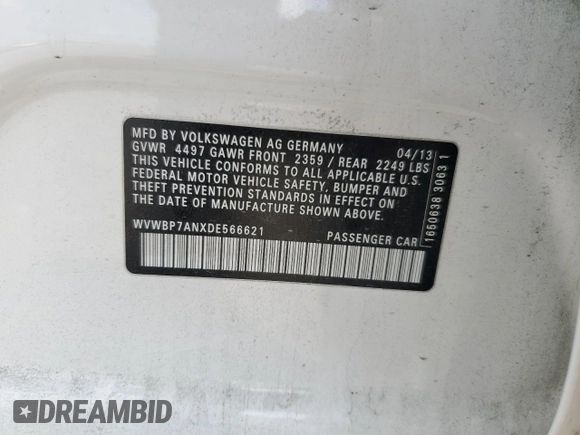 MFD BY VOLKSWAGEN AG GERMANY 04/13
GVWR 4497 GAWR FRONT 2359 / REAR 2249 LBS
THIS VEHICLE CONFORMS TO ALL APPLICABLE U.S.
FEDERAL MOTOR VEHICLE SAFETY, BUMPER AND
THEFT PREVENTION STANDARDS IN EFFECT ON
THE DATE OF MANUFACTURE SHOWN ABOVE.
WVWBP7ANXDE566621 PASSENGER CAR
1650638 3063 1
DREAMBID